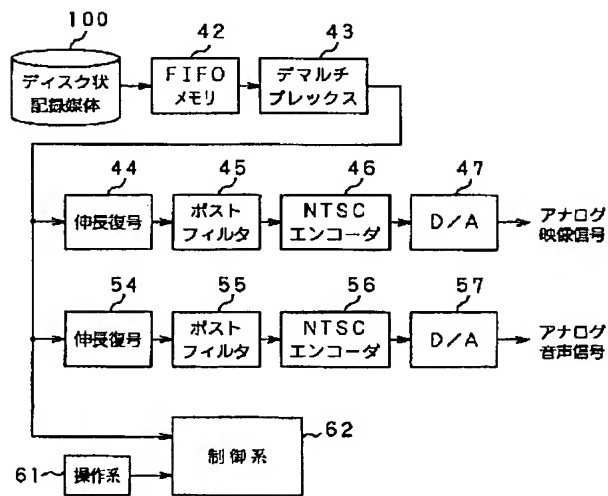 100
ディスク状
記録媒体
42
FIFO
メモリ
43
デマルチ
プレックス
44
伸長復号
45
ポスト
フィルタ
46
NTSC
エンコーダ
47
D/A
アナログ
映像信号
54
伸長復号
55
ポスト
フィルタ
56
NTSC
エンコーダ
57
D/A
アナログ
音声信号
61
操作系
62
制御系